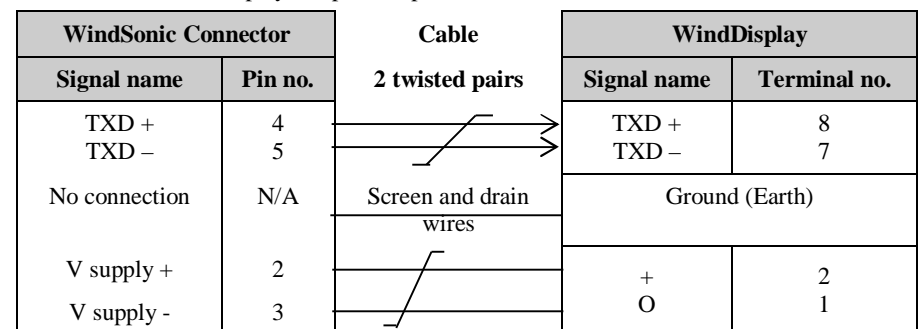 WindSonic Connector Cable WindDisplay
Signal name Pin no. 2 twisted pairs Signal name Terminal no.
TXD + 4 TXD + 8
TXD – 5 TXD – 7
No connection N/A Screen and drain Ground (Earth)
wires
V supply + 2 + 2
V supply - 3 O 1